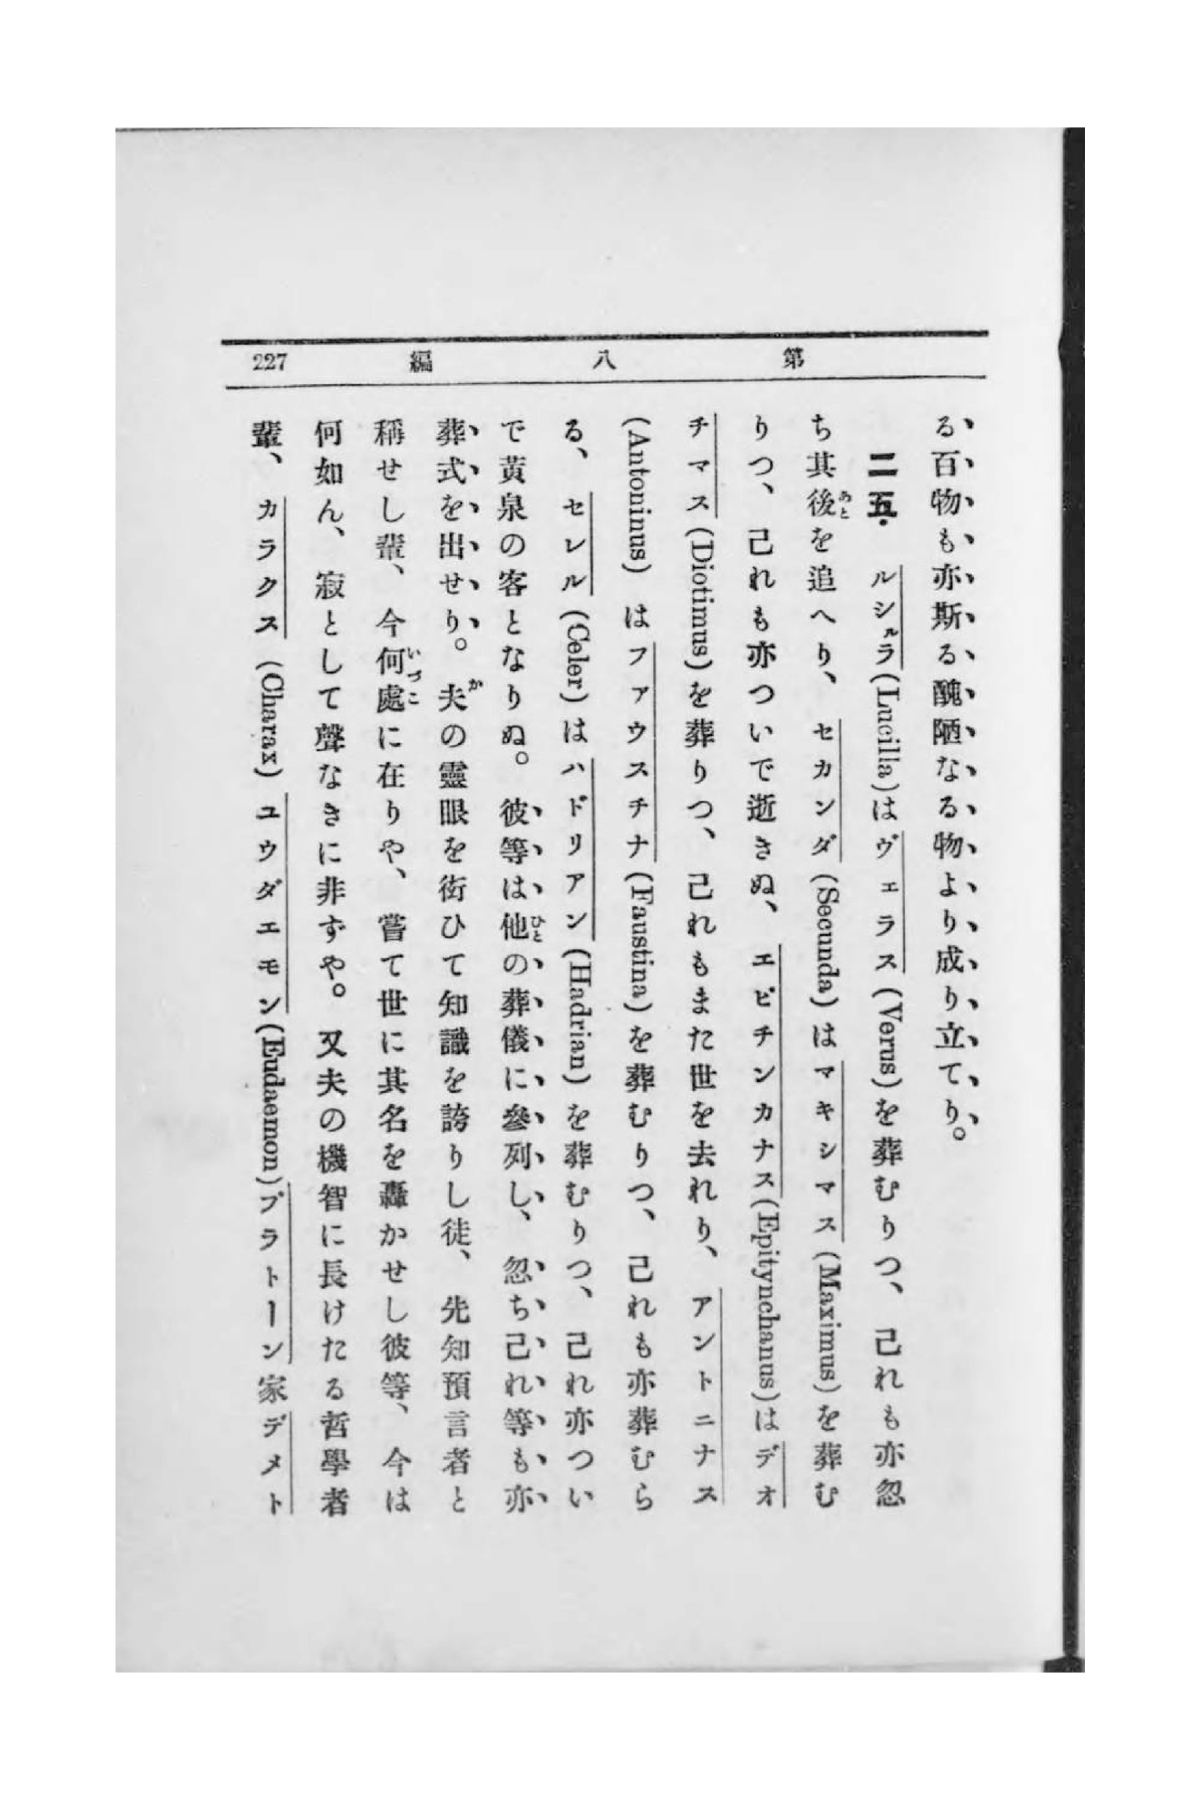 第八編 227
る百物も亦斯る醜陋なる物より成り立てり。
二五. ルシルラ(Lucilla)はヴェラス(Verus)を葬むりつ、己れも亦忽
ち其後を追へり、セカンダ(Secunda)はマキシマス(Maximus)を葬む
りつ、己れも亦ついで逝きぬ、エピチンカナス(Epitynchanus)はデオ
チマス(Diotimus)を葬りつ、己れもまた世を去れり、アントニナス
(Antoninus)はファウスチナ(Faustina)を葬むりつ、己れも亦葬むら
る、セレル(Celer)はハドリアン(Hadrian)を葬むりつ、己れ亦つい
で黄泉の客となりぬ。彼等は他の葬儀に參列し、忽ち己れ等も亦
葬式を出せり。夫の靈眼を衒ひて知識を誇りし徒、先知預言者と
稱せし輩、今何處に在りや、嘗て世に其名を轟かせし彼等、今は
何如ん、寂として聲なきに非ずや。又夫の機智に長けたる哲學者
輩、カラクス(Charax)ユウダエモン(Eudaemon)プラトーン家デメト